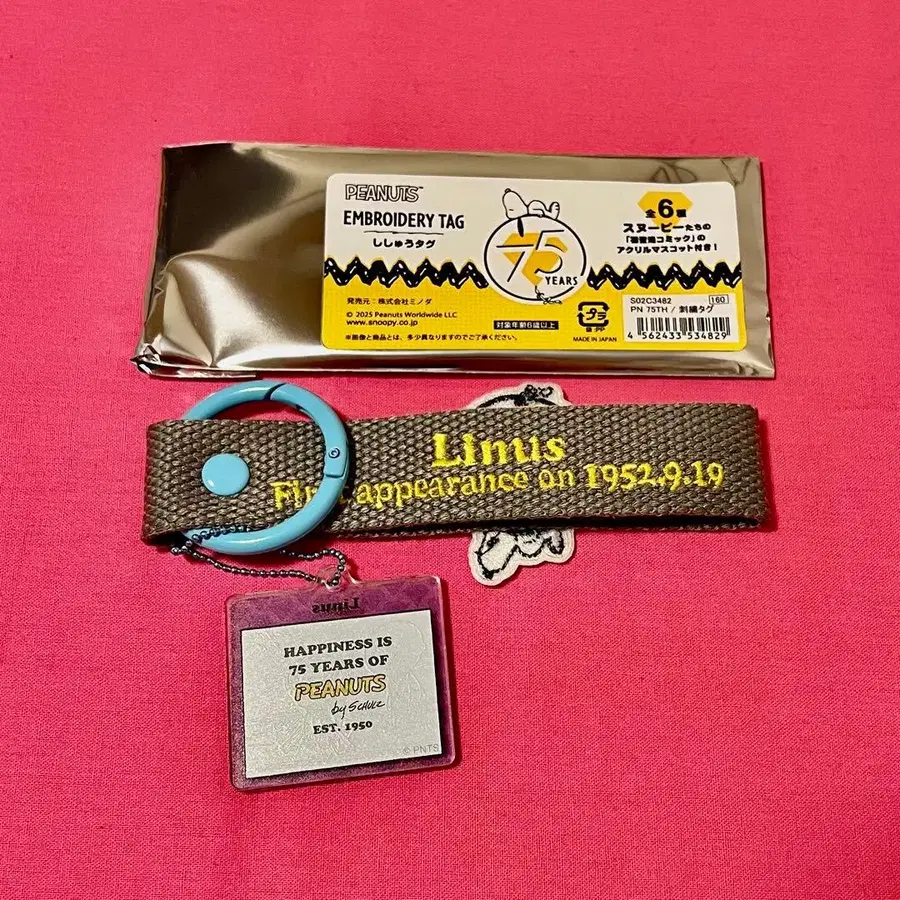 PEANUTS™
EMBROIDERY TAG
ししゅうタグ
75
YEARS
全6種
スヌーピーたちの
「初登場コミック」の
アクリルマスコット付き!
発売元:株式会社ミノダ
© 2025 Peanuts Worldwide LLC
www.snoopy.co.jp
※画像と商品とは、多少異なりますのでご了承ください。
対象年齢6歳以上
プラ
MADE IN JAPAN
S02C3482
160
PN 75TH / 刺繍タグ
4 562433 534829
Linus
First appearance on 1952.9.19
Linus
HAPPINESS IS
75 YEARS OF
PEANUTS
by SCHULZ
EST. 1950
© PNTS